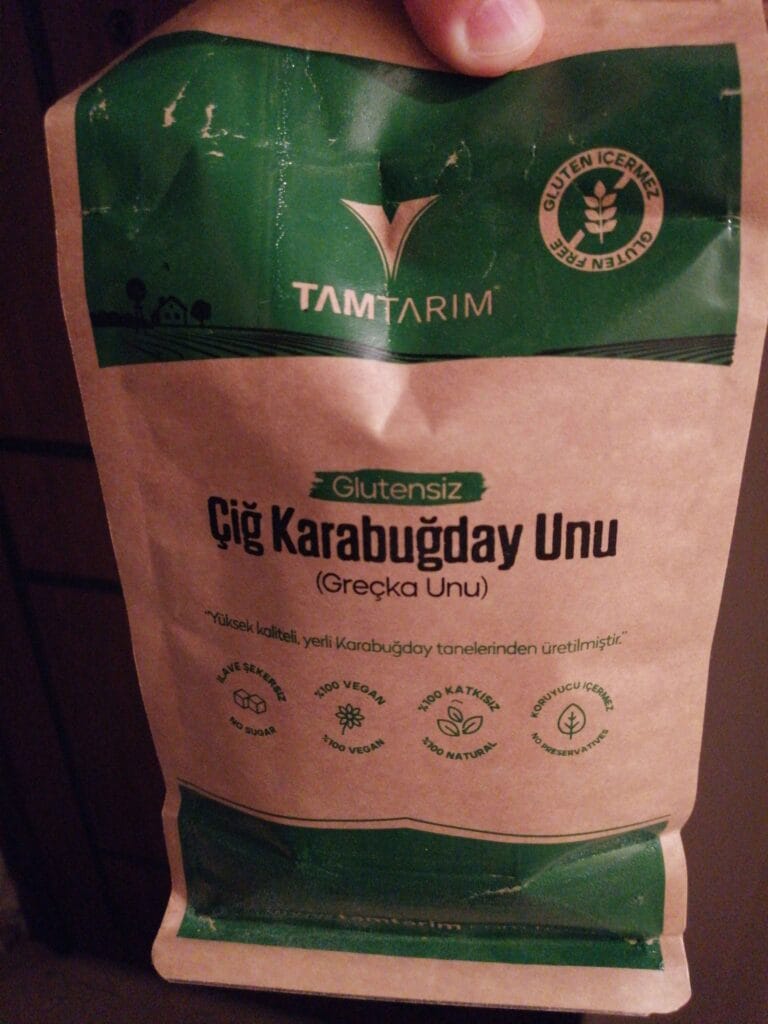 GLUTEN İÇERMEZ
GLUTEN FREE
TAMTARIM
Glutensiz
Çiğ Karabuğday Unu
(Greçka Unu)
"Yüksek kaliteli, yerli Karabuğday tanelerinden üretilmiştir."
İLAVE ŞEKERSİZ
NO SUGAR
%100 VEGAN
%100 VEGAN
%100 KATKISIZ
%100 NATURAL
KORUYUCU İÇERMEZ
NO PRESERVATIVES
tamtarim